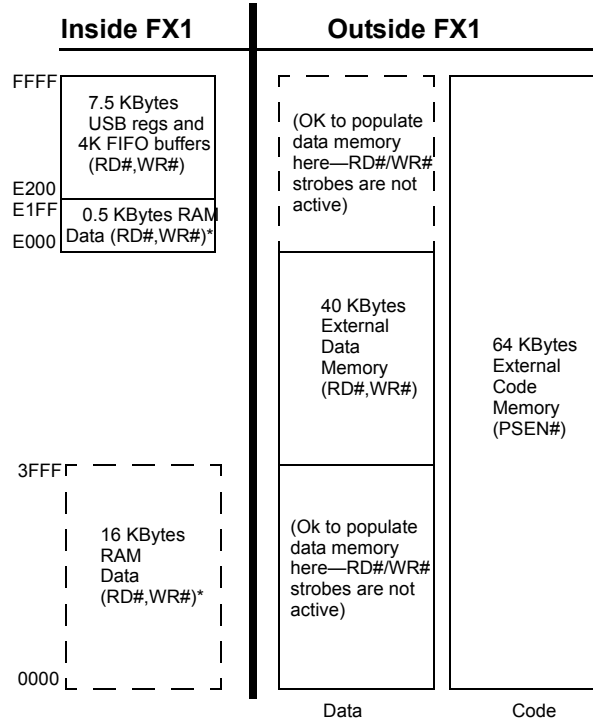 Inside FX1
Outside FX1
FFFF
7.5 KBytes
USB regs and
4K FIFO buffers
(RD#,WR#)
E200
E1FF
0.5 KBytes RAM
Data (RD#,WR#)*
E000
(OK to populate
data memory
here—RD#/WR#
strobes are not
active)
40 KBytes
External
Data
Memory
(RD#,WR#)
64 KBytes
External
Code
Memory
(PSEN#)
3FFF
16 KBytes
RAM
Data
(RD#,WR#)*
(Ok to populate
data memory
here—RD#/WR#
strobes are not
active)
0000
Data
Code